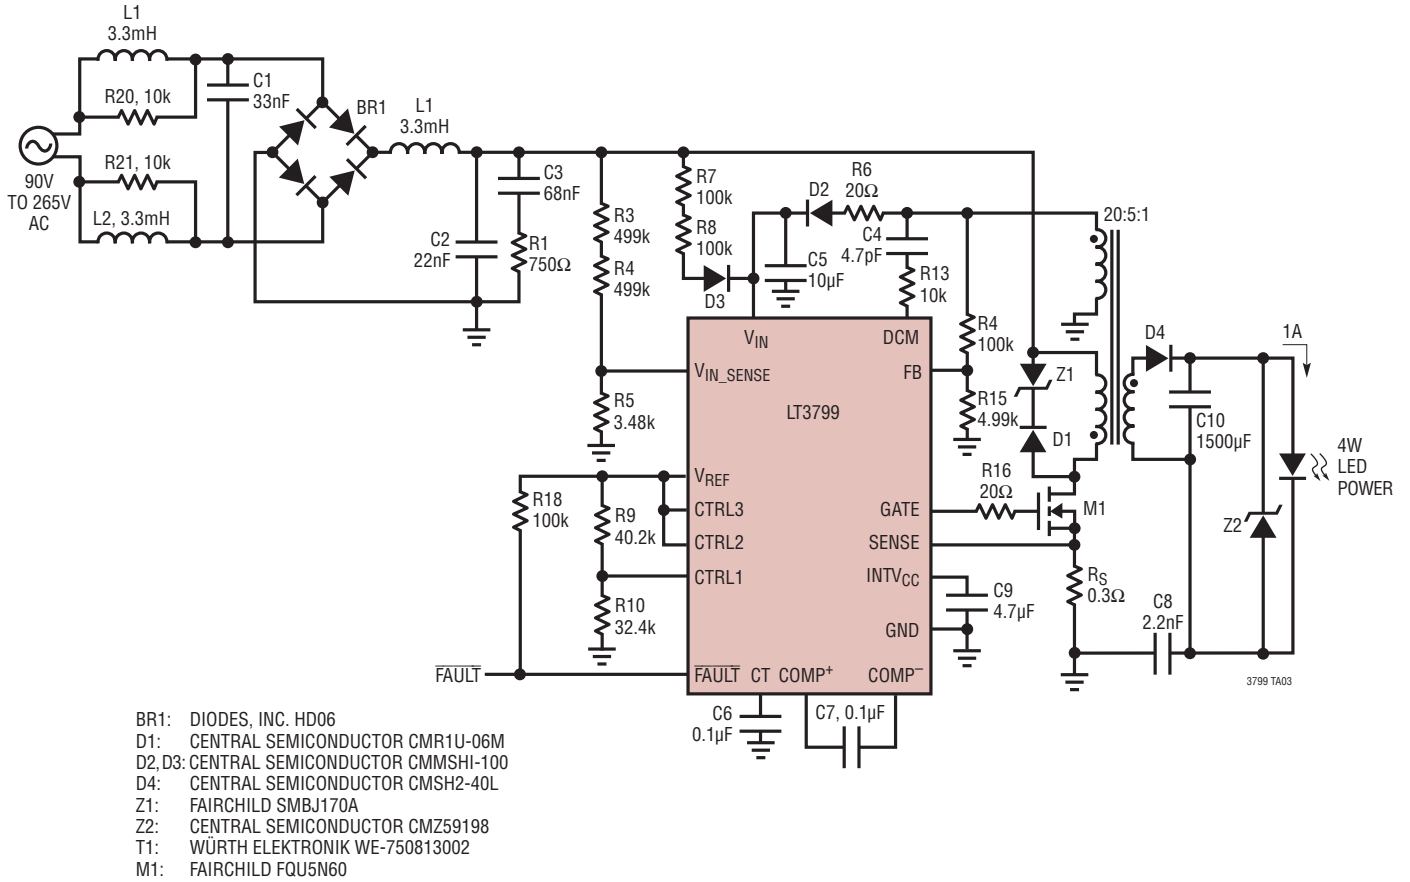 L1
3.3mH
R20, 10k
C1
33nF
BR1
L1
3.3mH
90V
TO 265V
AC
R21, 10k
L2, 3.3mH
C2
22nF
C3
68nF
R1
750Ω
R3
499k
R4
499k
R5
3.48k
R7
100k
R8
100k
D3
D2
R6
20Ω
C5
10µF
C4
4.7pF
R13
10k
R4
100k
R15
4.99k
20:5:1
Z1
D1
D4
1A
C10
1500µF
4W
LED
POWER
Z2
R16
20Ω
M1
RS
0.3Ω
C8
2.2nF
C9
4.7µF
R18
100k
R9
40.2k
R10
32.4k
FAULT
VIN
DCM
VIN_SENSE
FB
LT3799
VREF
CTRL3
GATE
CTRL2
SENSE
CTRL1
INTVCC
GND
FAULT CT COMP+ COMP–
C6
0.1µF
C7, 0.1µF
3799 TA03
BR1: DIODES, INC. HD06
D1: CENTRAL SEMICONDUCTOR CMR1U-06M
D2, D3: CENTRAL SEMICONDUCTOR CMMSHI-100
D4: CENTRAL SEMICONDUCTOR CMSH2-40L
Z1: FAIRCHILD SMBJ170A
Z2: CENTRAL SEMICONDUCTOR CMZ59198
T1: WÜRTH ELEKTRONIK WE-750813002
M1: FAIRCHILD FQU5N60